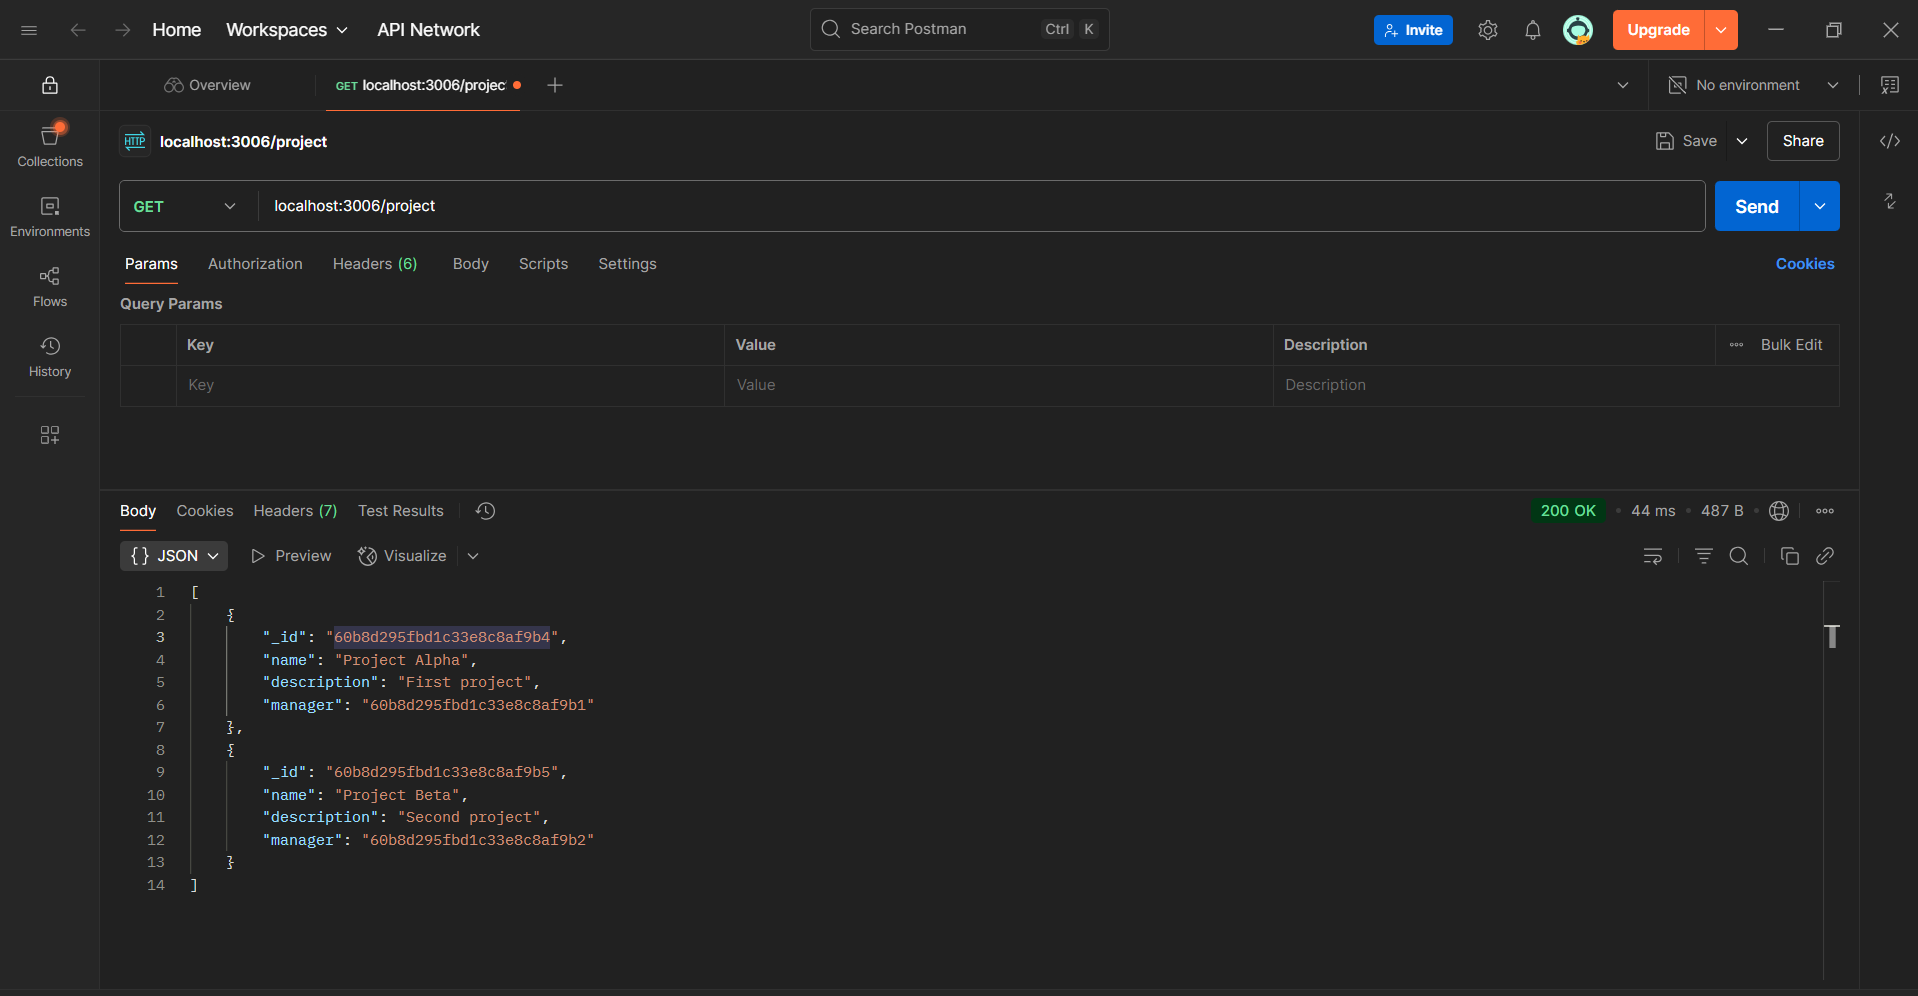 Home Workspaces API Network Search Postman Ctrl K Invite Upgrade
Overview GET localhost:3006/projec No environment
HTTP localhost:3006/project Save Share
Collections
Environments
Flows
History
GET localhost:3006/project Send
Params Authorization Headers (6) Body Scripts Settings Cookies
Query Params
Key Value Description Bulk Edit
Key Value Description
Body Cookies Headers (7) Test Results 200 OK • 44 ms • 487 B •
{} JSON Preview Visualize
1 [
2 {
3 "_id": "60b8d295fbd1c33e8c8af9b4",
4 "name": "Project Alpha",
5 "description": "First project",
6 "manager": "60b8d295fbd1c33e8c8af9b1"
7 },
8 {
9 "_id": "60b8d295fbd1c33e8c8af9b5",
10 "name": "Project Beta",
11 "description": "Second project",
12 "manager": "60b8d295fbd1c33e8c8af9b2"
13 }
14 ]